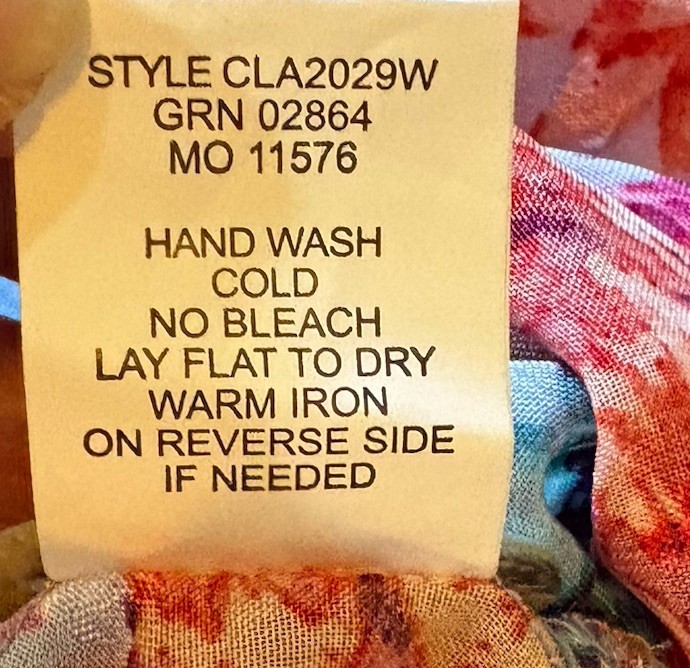 STYLE CLA2029W
GRN 02864
MO 11576
HAND WASH
COLD
NO BLEACH
LAY FLAT TO DRY
WARM IRON
ON REVERSE SIDE
IF NEEDED